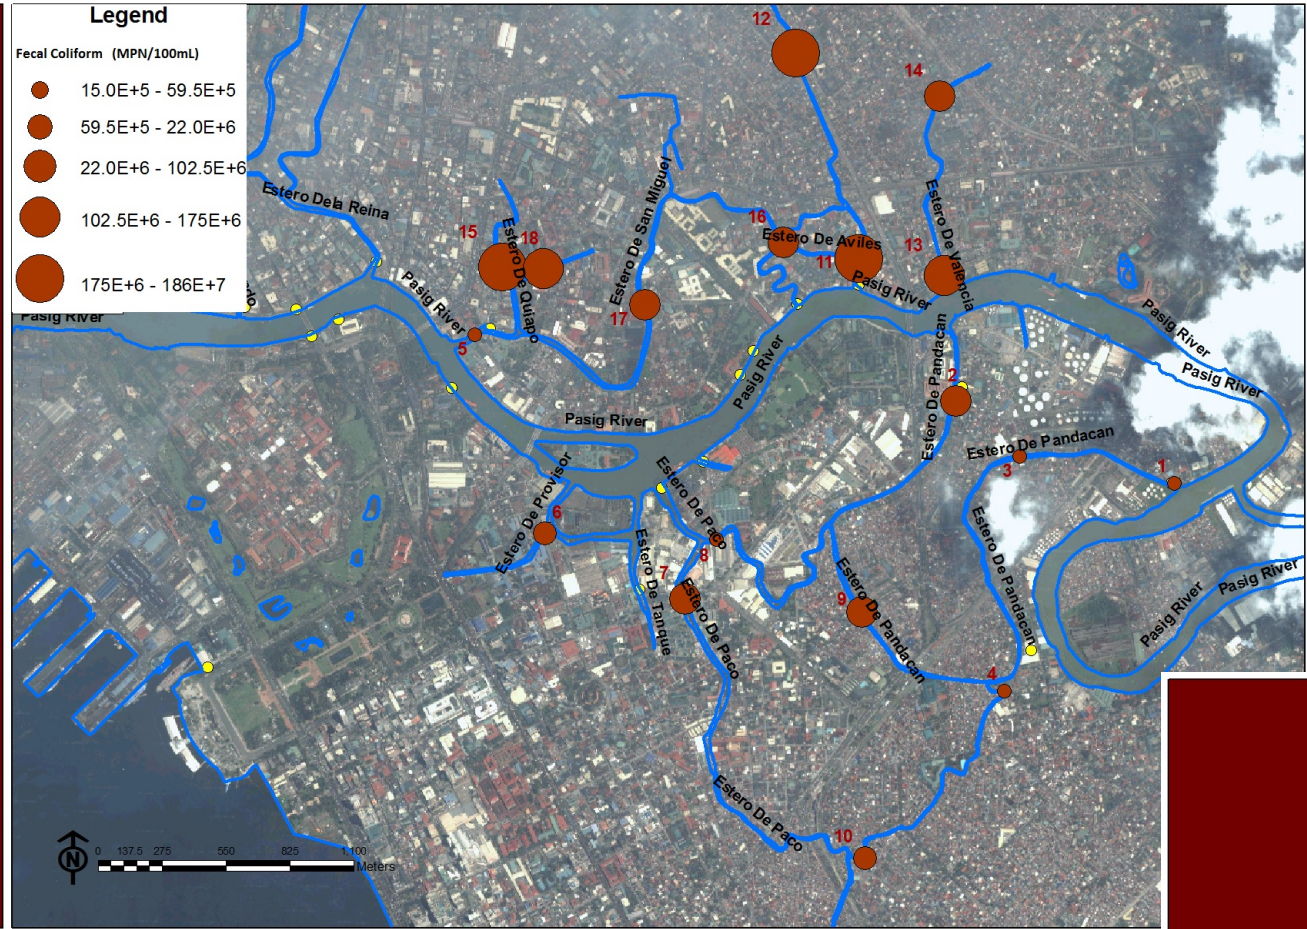 Legend
Fecal Coliform (MPN/100mL)
15.0E+5 - 59.5E+5
59.5E+5 - 22.0E+6
22.0E+6 - 102.5E+6
102.5E+6 - 175E+6
175E+6 - 186E+7
12
14
Estero Dela Reina
Estero De San Miguel
Estero De Valencia
15
18
Estero De Quiapo
16
Estero De Aviles
11
13
Pasig River
Pasig River
Pasig River
Pasig River
17
5
Pasig River
Pasig River
Pasig River
2
Estero De Pandacan
Estero De Pandacan
3
1
Estero De Provisor
6
Estero De Paco
8
Estero De Tanque
7
Estero De Paco
9
Estero De Pandacan
Estero De Pandacan
Pasig River
Pasig River
4
Estero De Paco
10
N
0 137.5 275 550 825 1,100
Meters